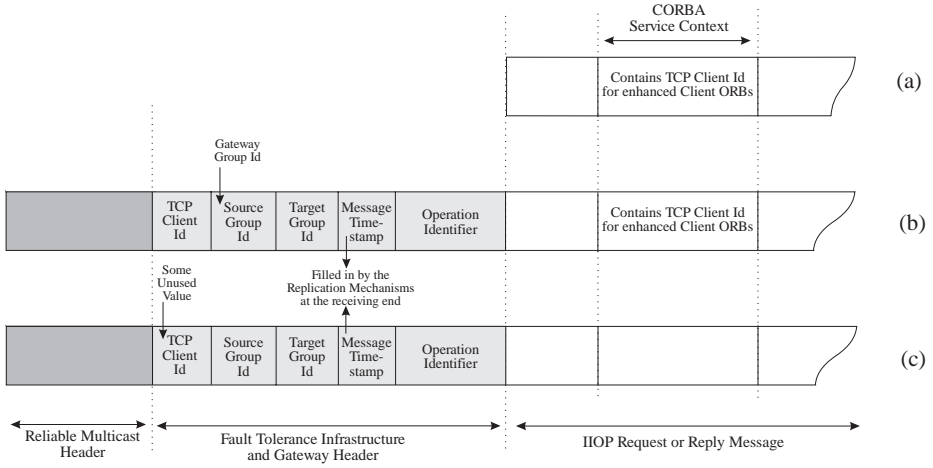 CORBA
Service Context
Contains TCP Client Id
for enhanced Client ORBs
(a)
Gateway
Group Id
TCP
Client
Id
Source
Group
Id
Target
Group
Id
Message
Time-
stamp
Operation
Identifier
Contains TCP Client Id
for enhanced Client ORBs
(b)
Some
Unused
Value
Filled in by the
Replication Mechanisms
at the receiving end
TCP
Client
Id
Source
Group
Id
Target
Group
Id
Message
Time-
stamp
Operation
Identifier
(c)
Reliable Multicast
Header
Fault Tolerance Infrastructure
and Gateway Header
IIOP Request or Reply Message